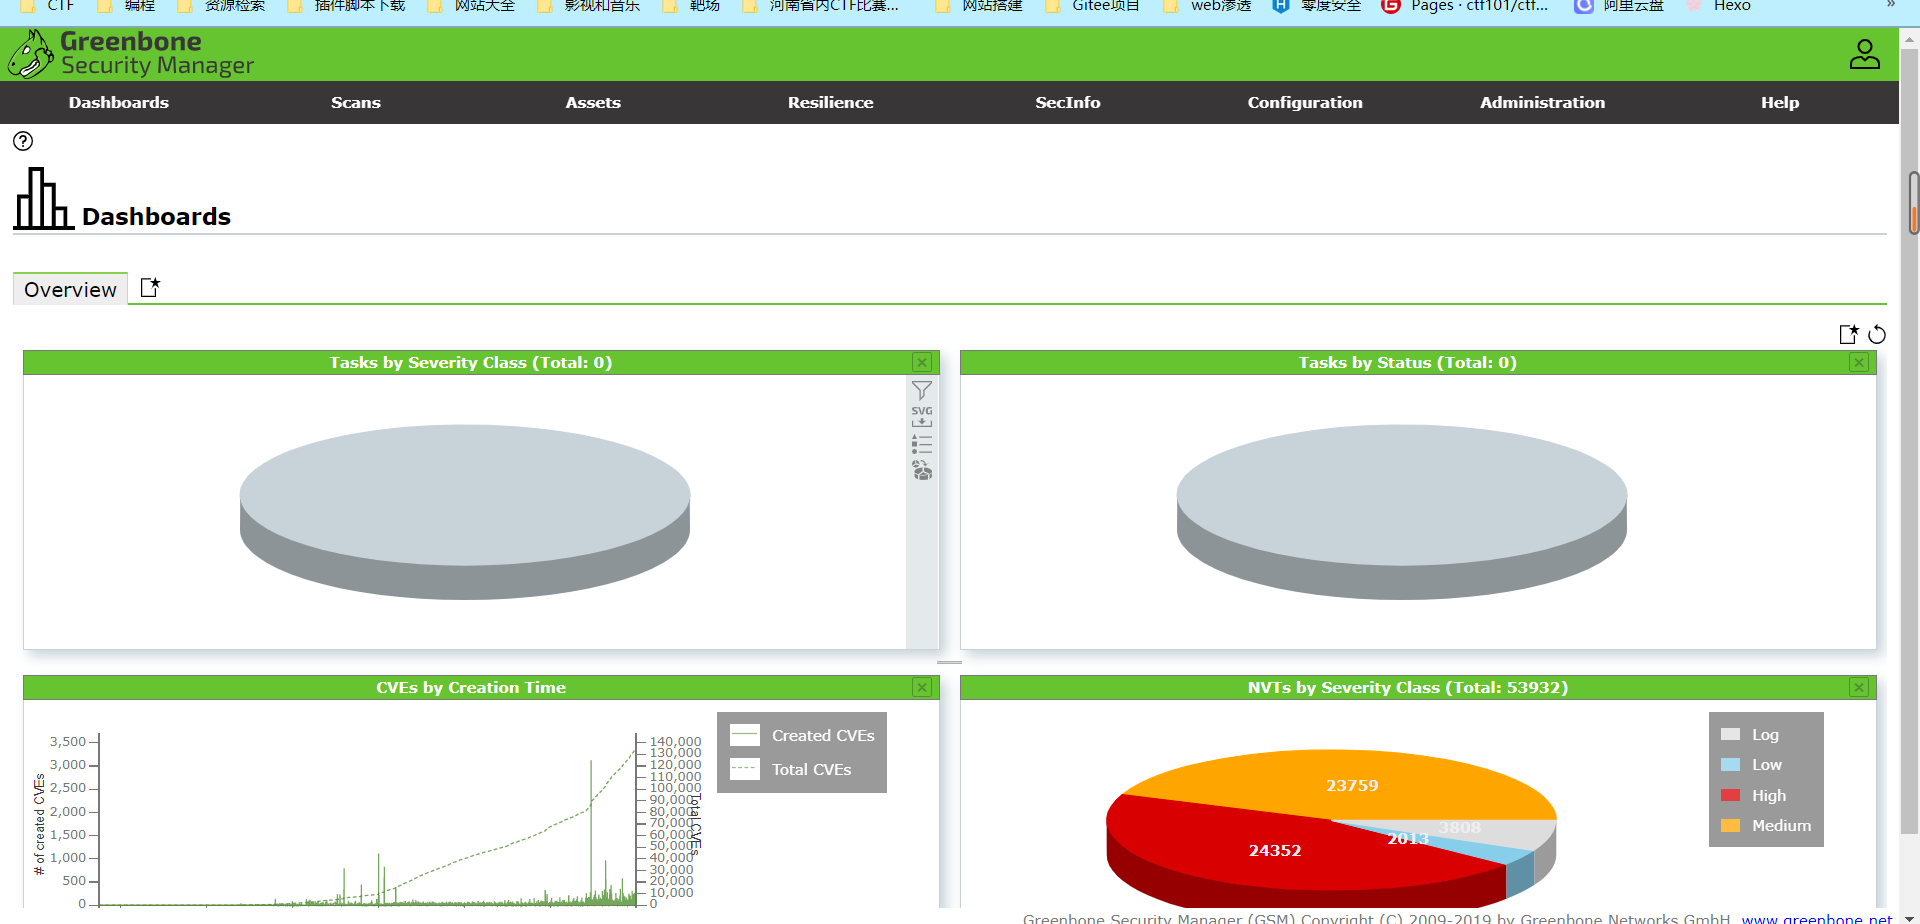 CTF 编程 资源检索 插件脚本下载 网站大全 影视和音乐 靶场 河南省内CTF比赛... 网站搭建 Gitee项目 web渗透 零度安全 Pages · ctf101/ctf... 阿里云盘 Hexo »
Greenbone
Security Manager
Dashboards Scans Assets Resilience SecInfo Configuration Administration Help
Dashboards
Overview
Tasks by Severity Class (Total: 0)
SVG
Tasks by Status (Total: 0)
CVEs by Creation Time
# of created CVEs
3,500
3,000
2,500
2,000
1,500
1,000
500
0
140,000
130,000
120,000
110,000
100,000
90,000
80,000
70,000
60,000
50,000
40,000
30,000
20,000
10,000
0
Total CVEs
Created CVEs
Total CVEs
NVTs by Severity Class (Total: 53932)
23759
3808
2013
24352
Log
Low
High
Medium
Greenbone Security Manager (GSM) Copyright (C) 2009-2019 by Greenbone Networks GmbH, www.greenbone.net